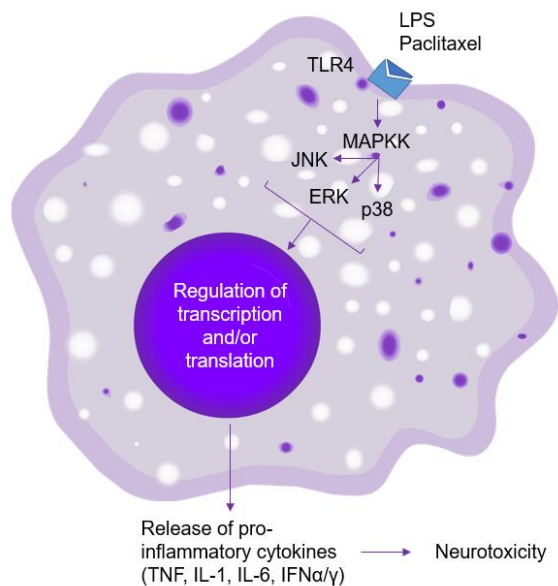 LPS
Paclitaxel
TLR4
MAPKK
JNK
ERK
p38
Regulation of
transcription
and/or
translation
Release of pro-
inflammatory cytokines
(TNF, IL-1, IL-6, IFNα/γ)
Neurotoxicity